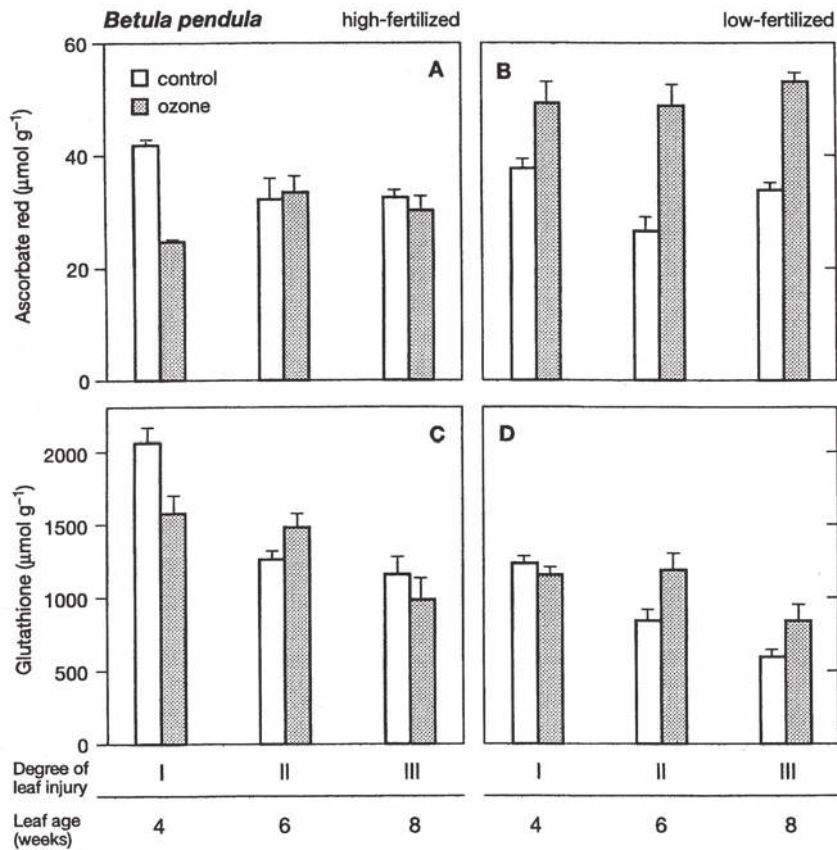 Betula pendula high-fertilized low-fertilized
60
40
20
0
Ascorbate red (μmol g⁻¹)
control
ozone
A
B
2000
1500
1000
500
0
Glutathione (μmol g⁻¹)
C
D
Degree of
leaf injury
I II III I II III
Leaf age
(weeks)
4 6 8 4 6 8